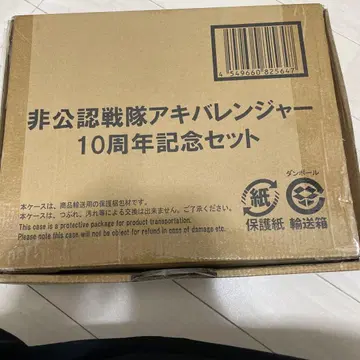 4 549660 825647
非公認戦隊アキバレンジャー
10周年記念セット
本ケースは、商品輸送用の保護梱包材です。
本ケースは、つぶれ、汚れ等による交換は出来ません。ご了承ください。
This case is a protective package for product transportation.
Please note this case will not be object for refund in case of damage etc.
紙
保護紙
ダンボール
輸送箱